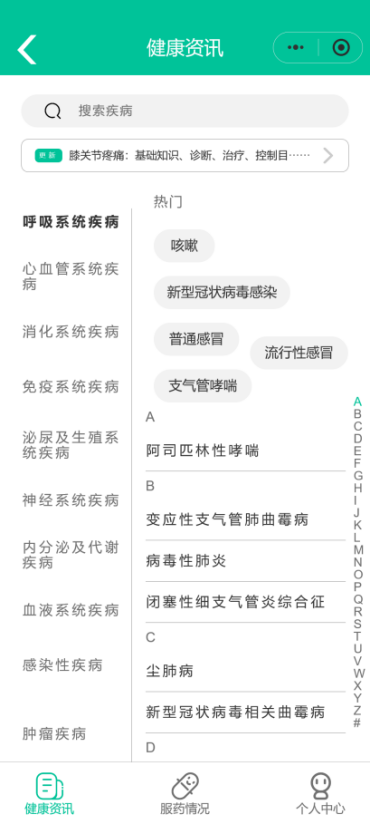 健康资讯
搜索疾病
更新 膝关节疼痛：基础知识、诊断、治疗、控制目······
呼吸系统疾病
心血管系统疾
病
消化系统疾病
免疫系统疾病
泌尿及生殖系
统疾病
神经系统疾病
内分泌及代谢
疾病
血液系统疾病
感染性疾病
肿瘤疾病
热门
咳嗽
新型冠状病毒感染
普通感冒
流行性感冒
支气管哮喘
A
阿司匹林性哮喘
B
变应性支气管肺曲霉病
病毒性肺炎
闭塞性细支气管炎综合征
C
尘肺病
新型冠状病毒相关曲霉病
D
A
B
C
D
E
F
G
H
I
J
K
L
M
N
O
P
Q
R
S
T
U
V
W
X
Y
Z
#
健康资讯
服药情况
个人中心